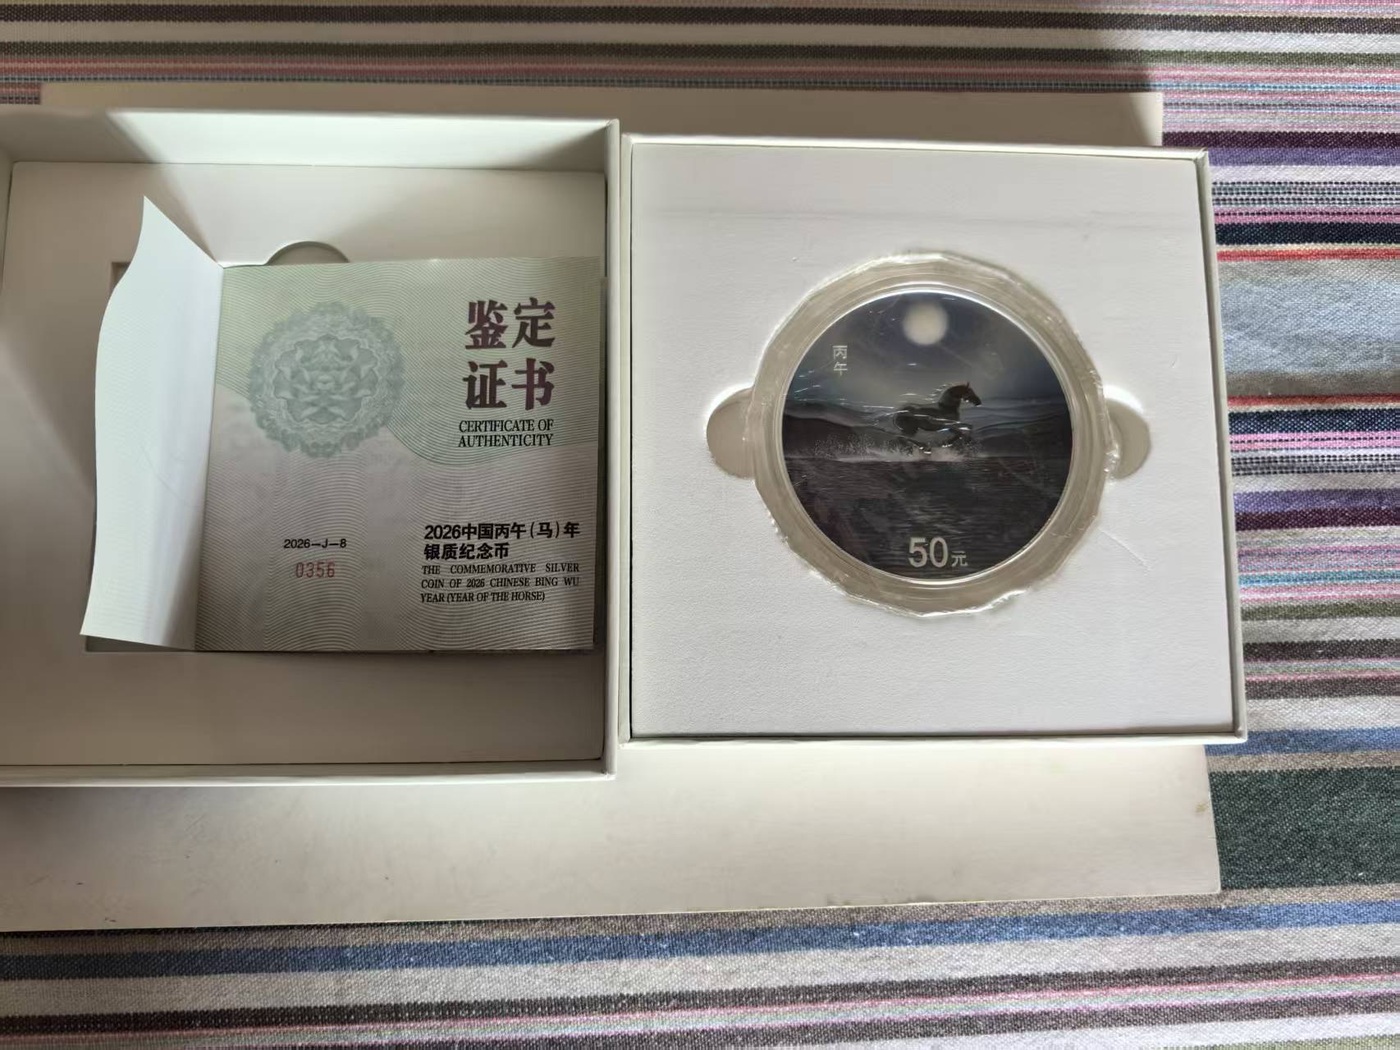 鉴定
证书
CERTIFICATE OF
AUTHENTICITY
2026—J—8
0356
2026中国丙午(马)年
银质纪念币
THE COMMEMORATIVE SILVER
COIN OF 2026 CHINESE BING WU
YEAR (YEAR OF THE HORSE)
丙午
50元